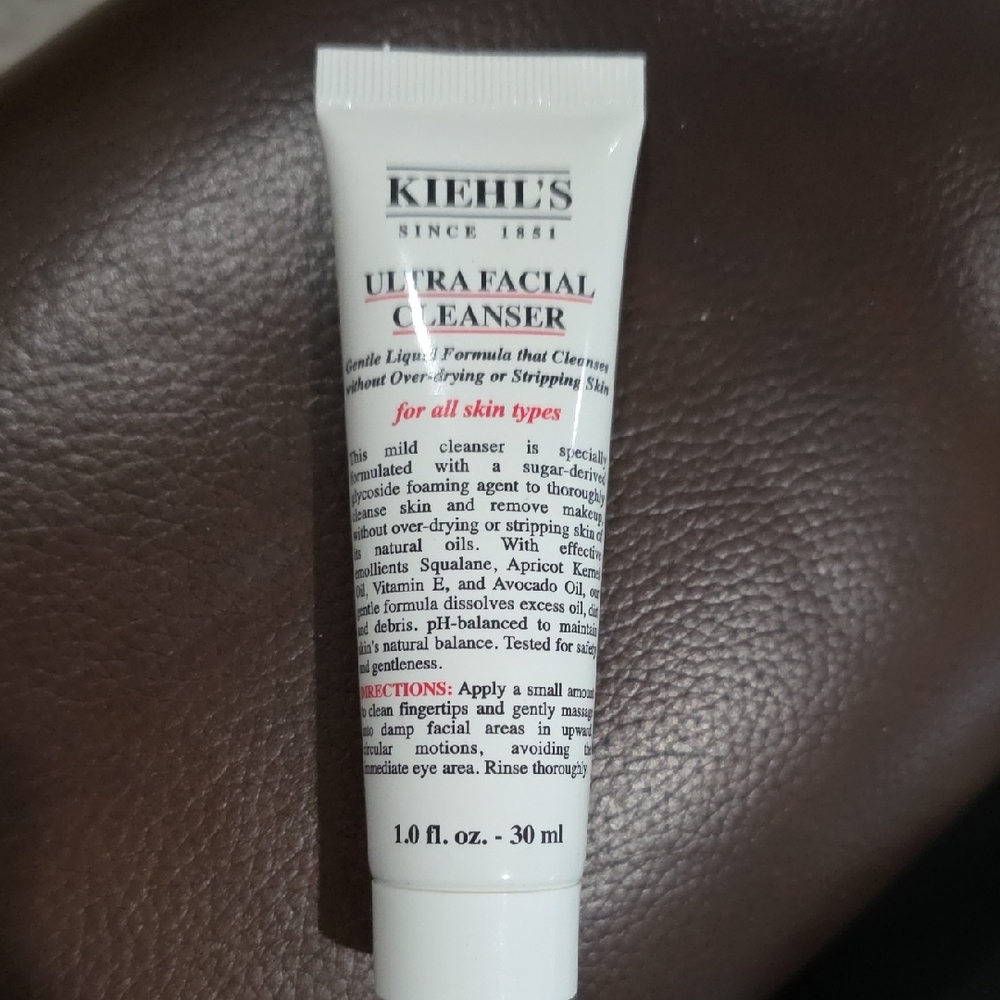 KIEHL'S
SINCE 1851
ULTRA FACIAL
CLEANSER
Gentle Liquid Formula that Cleanses
without Over-drying or Stripping Skin
for all skin types
This mild cleanser is specially
formulated with a sugar-derived
glycoside foaming agent to thoroughly
cleanse skin and remove makeup,
without over-drying or stripping skin of
its natural oils. With effective
emollients Squalane, Apricot Kernel
Oil, Vitamin E, and Avocado Oil, our
gentle formula dissolves excess oil, dirt
and debris. pH-balanced to maintain
skin's natural balance. Tested for safety
and gentleness.
DIRECTIONS: Apply a small amount
to clean fingertips and gently massage
onto damp facial areas in upward
circular motions, avoiding the
immediate eye area. Rinse thoroughly
1.0 fl. oz. - 30 ml